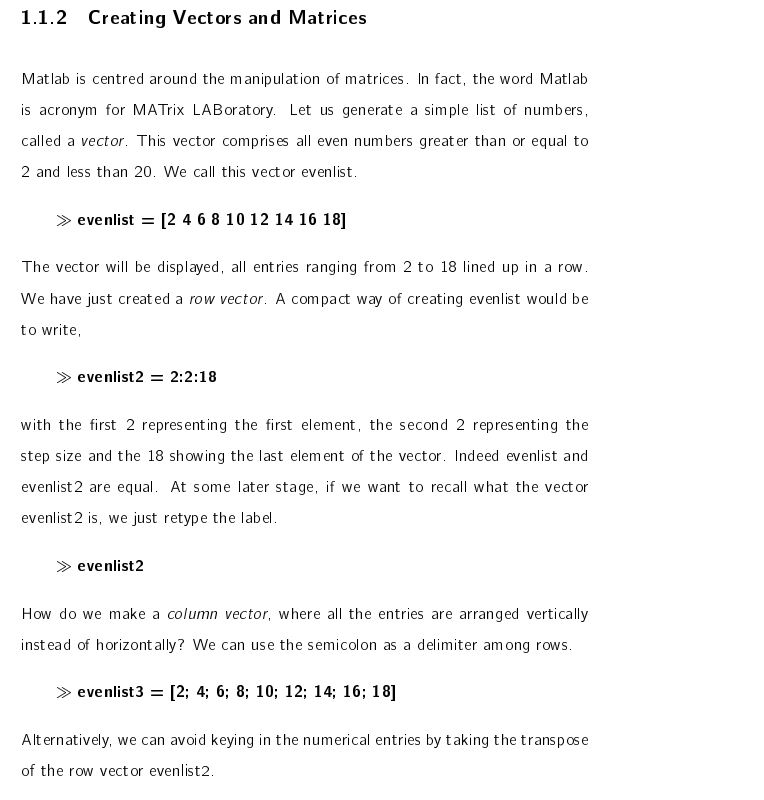 1.1.2 Creating Vectors and Matrices
Matlab is centred around the manipulation of matrices. In fact, the word Matlab
is acronym for MATrix LABoratory. Let us generate a simple list of numbers,
called a vector. This vector comprises all even numbers greater than or equal to
2 and less than 20. We call this vector evenlist.
≫ evenlist = [2 4 6 8 10 12 14 16 18]
The vector will be displayed, all entries ranging from 2 to 18 lined up in a row.
We have just created a row vector. A compact way of creating evenlist would be
to write,
≫ evenlist2 = 2:2:18
with the first 2 representing the first element, the second 2 representing the
step size and the 18 showing the last element of the vector. Indeed evenlist and
evenlist2 are equal. At some later stage, if we want to recall what the vector
evenlist2 is, we just retype the label.
≫ evenlist2
How do we make a column vector, where all the entries are arranged vertically
instead of horizontally? We can use the semicolon as a delimiter among rows.
≫ evenlist3 = [2; 4; 6; 8; 10; 12; 14; 16; 18]
Alternatively, we can avoid keying in the numerical entries by taking the transpose
of the row vector evenlist2.